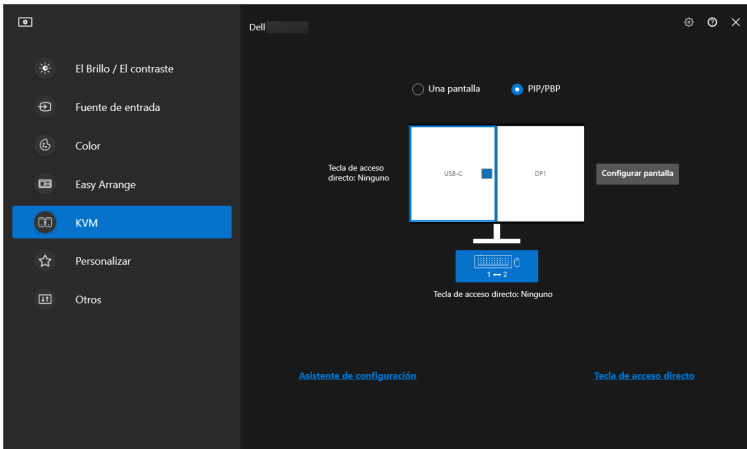 Dell
El Brillo / El contraste
Fuente de entrada
Color
Easy Arrange
KVM
Personalizar
Otros
Una pantalla
PIP/PBP
Tecla de acceso
directo: Ninguno
USB-C
DP1
Configurar pantalla
1 ↔ 2
Tecla de acceso directo: Ninguno
Asistente de configuración
Tecla de acceso directo